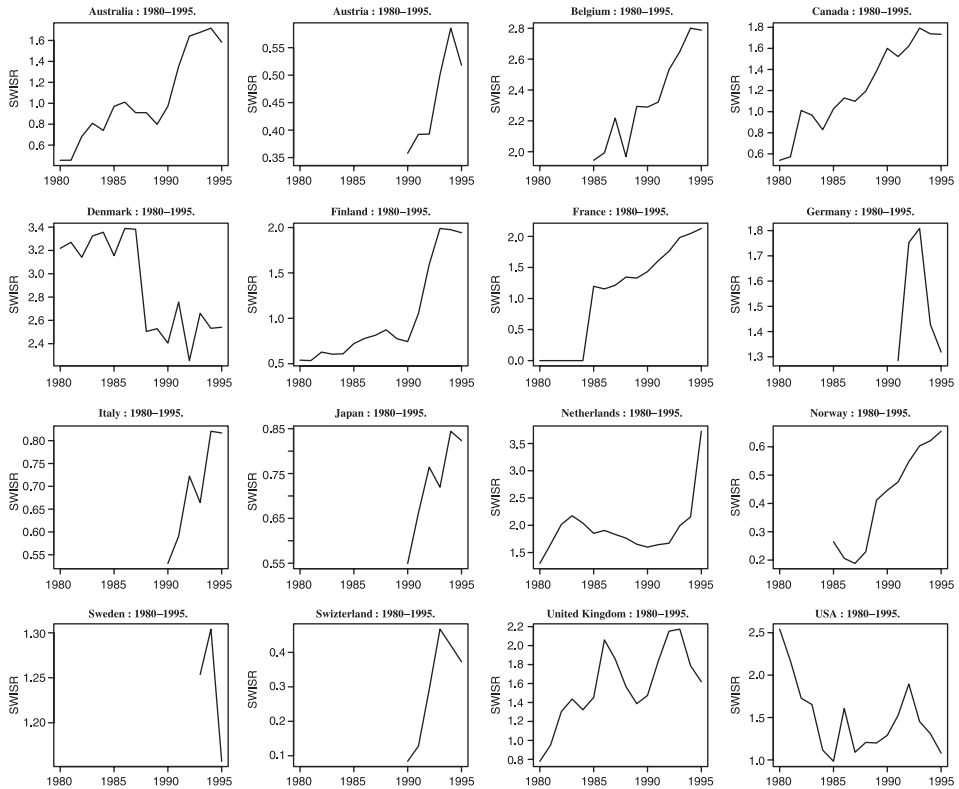 Australia : 1980–1995.
SWISR
1.6
1.4
1.2
1.0
0.8
0.6
1980 1985 1990 1995
Austria : 1980–1995.
SWISR
0.55
0.50
0.45
0.40
0.35
1980 1985 1990 1995
Belgium : 1980–1995.
SWISR
2.8
2.6
2.4
2.2
2.0
1980 1985 1990 1995
Canada : 1980–1995.
SWISR
1.8
1.6
1.4
1.2
1.0
0.8
0.6
1980 1985 1990 1995
Denmark : 1980–1995.
SWISR
3.4
3.2
3.0
2.8
2.6
2.4
1980 1985 1990 1995
Finland : 1980–1995.
SWISR
2.0
1.5
1.0
0.5
1980 1985 1990 1995
France : 1980–1995.
SWISR
2.0
1.5
1.0
0.5
0.0
1980 1985 1990 1995
Germany : 1980–1995.
SWISR
1.8
1.7
1.6
1.5
1.4
1.3
1980 1985 1990 1995
Italy : 1980–1995.
SWISR
0.80
0.75
0.70
0.65
0.60
0.55
1980 1985 1990 1995
Japan : 1980–1995.
SWISR
0.85
0.75
0.65
0.55
1980 1985 1990 1995
Netherlands : 1980–1995.
SWISR
3.5
3.0
2.5
2.0
1.5
1980 1985 1990 1995
Norway : 1980–1995.
SWISR
0.6
0.5
0.4
0.3
0.2
1980 1985 1990 1995
Sweden : 1980–1995.
SWISR
1.30
1.25
1.20
1980 1985 1990 1995
Swizterland : 1980–1995.
SWISR
0.4
0.3
0.2
0.1
1980 1985 1990 1995
United Kingdom : 1980–1995.
SWISR
2.2
2.0
1.8
1.6
1.4
1.2
1.0
0.8
1980 1985 1990 1995
USA : 1980–1995.
SWISR
2.5
2.0
1.5
1.0
1980 1985 1990 1995